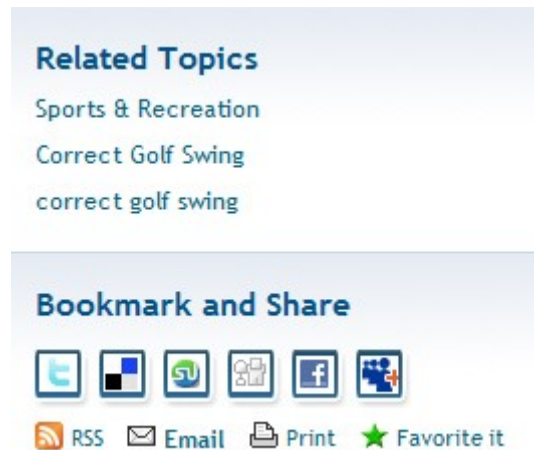 Related Topics
Sports & Recreation
Correct Golf Swing
correct golf swing
Bookmark and Share
RSS Email Print Favorite it